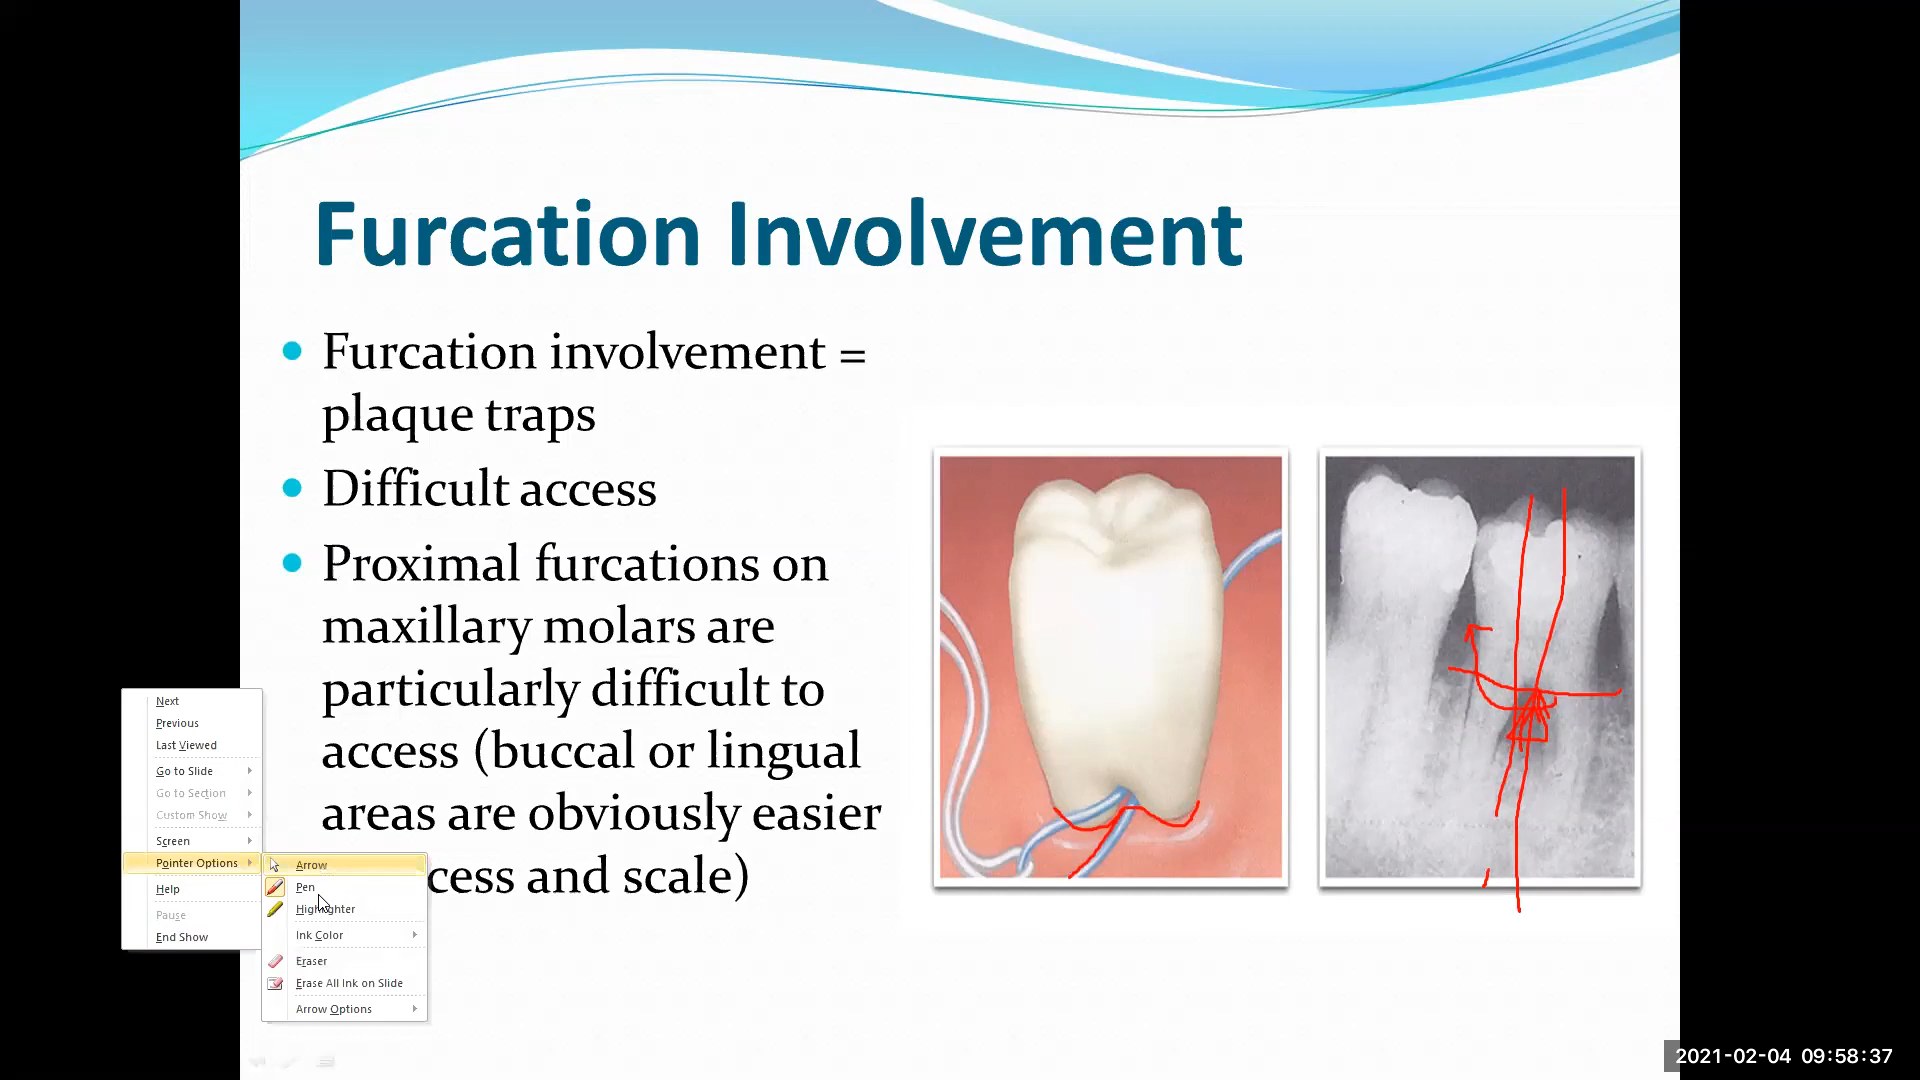 Furcation Involvement
Furcation involvement =
plaque traps
Difficult access
Proximal furcations on
maxillary molars are
particularly difficult to
access (buccal or lingual
areas are obviously easier
cess and scale)
Next
Previous
Last Viewed
Go to Slide
Go to Section
Custom Show
Screen
Pointer Options
Help
Pause
End Show
Arrow
Pen
Highlighter
Ink Color
Eraser
Erase All Ink on Slide
Arrow Options
2021-02-04 09:58:37